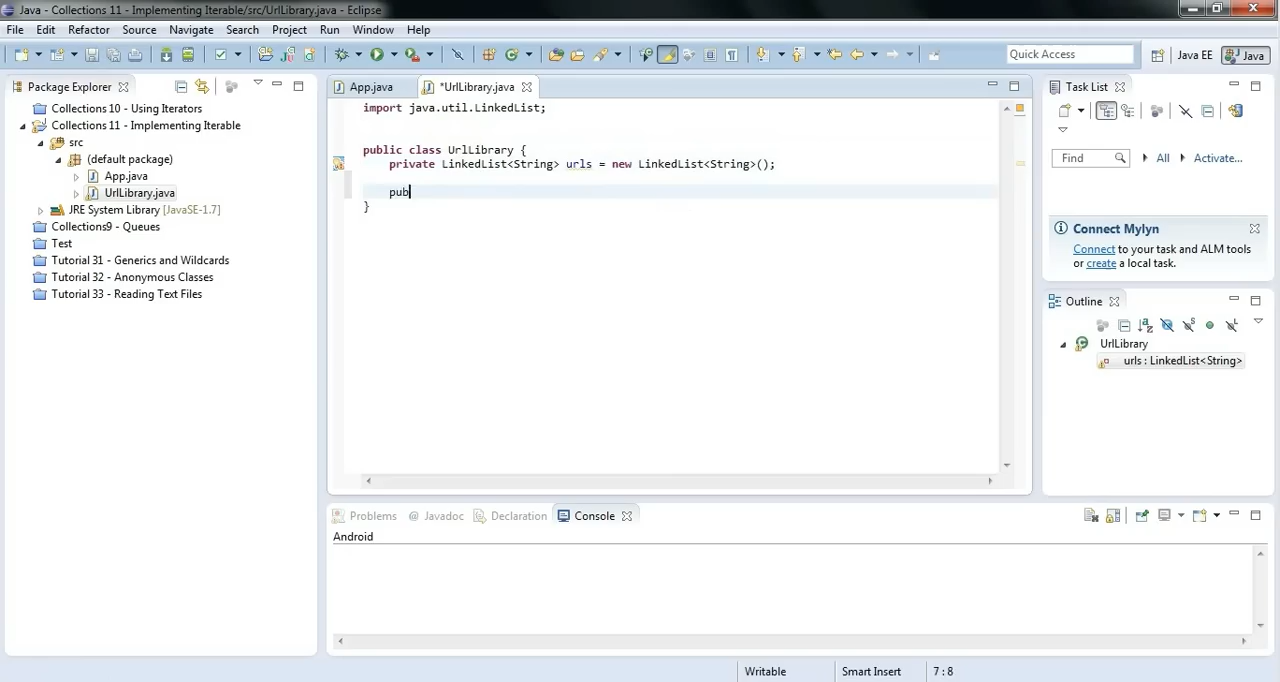 Java - Collections 11 - Implementing Iterable/src/UrlLibrary.java - Eclipse
File Edit Refactor Source Navigate Search Project Run Window Help
Quick Access Java EE Java
Package Explorer
Collections 10 - Using Iterators
Collections 11 - Implementing Iterable
src
(default package)
App.java
UrlLibrary.java
JRE System Library [JavaSE-1.7]
Collections9 - Queues
Test
Tutorial 31 - Generics and Wildcards
Tutorial 32 - Anonymous Classes
Tutorial 33 - Reading Text Files
App.java *UrlLibrary.java
import java.util.LinkedList;
public class UrlLibrary {
private LinkedList<String> urls = new LinkedList<String>();
pub
}
Task List
Find All Activate...
Connect Mylyn
Connect to your task and ALM tools
or create a local task.
Outline
UrlLibrary
urls : LinkedList<String>
Problems @ Javadoc Declaration Console
Android
Writable Smart Insert 7 : 8